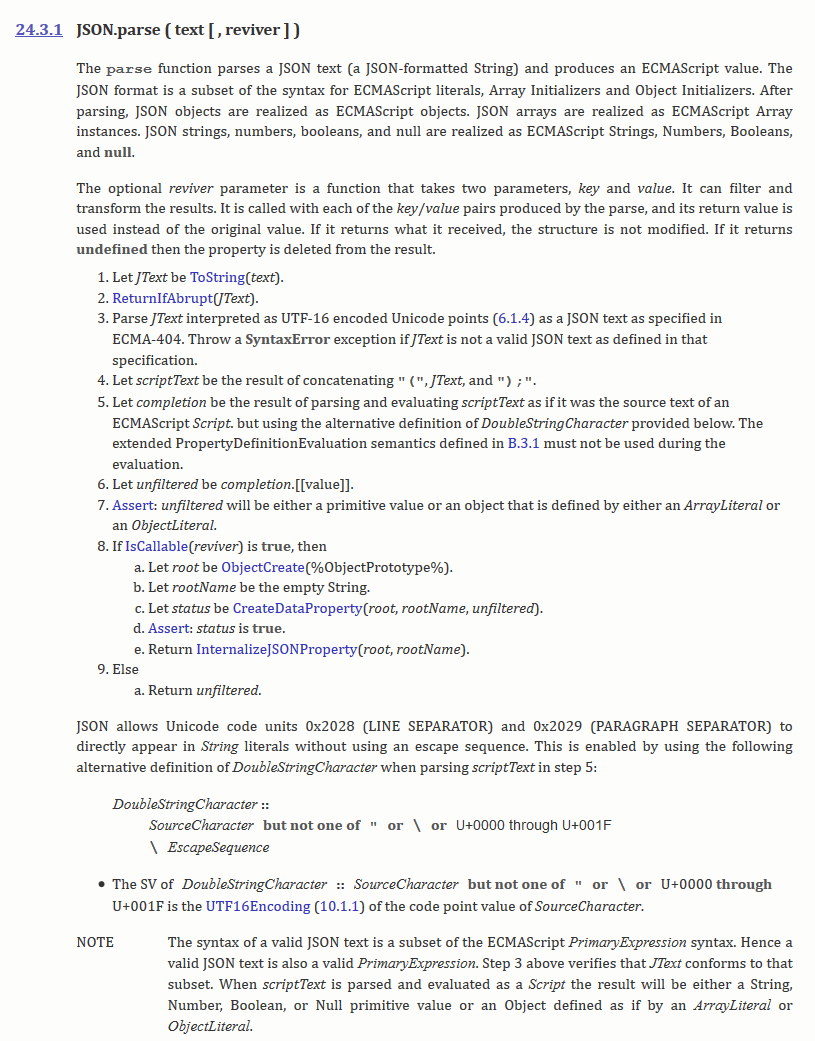 24.3.1 JSON.parse ( text [ , reviver ] )
The parse function parses a JSON text (a JSON-formatted String) and produces an ECMAScript value. The
JSON format is a subset of the syntax for ECMAScript literals, Array Initializers and Object Initializers. After
parsing, JSON objects are realized as ECMAScript objects. JSON arrays are realized as ECMAScript Array
instances. JSON strings, numbers, booleans, and null are realized as ECMAScript Strings, Numbers, Booleans,
and null.
The optional reviver parameter is a function that takes two parameters, key and value. It can filter and
transform the results. It is called with each of the key/value pairs produced by the parse, and its return value is
used instead of the original value. If it returns what it received, the structure is not modified. If it returns
undefined then the property is deleted from the result.
1. Let JText be ToString(text).
2. ReturnIfAbrupt(JText).
3. Parse JText interpreted as UTF-16 encoded Unicode points (6.1.4) as a JSON text as specified in
ECMA-404. Throw a SyntaxError exception if JText is not a valid JSON text as defined in that
specification.
4. Let scriptText be the result of concatenating "(", JText, and ");".
5. Let completion be the result of parsing and evaluating scriptText as if it was the source text of an
ECMAScript Script. but using the alternative definition of DoubleStringCharacter provided below. The
extended PropertyDefinitionEvaluation semantics defined in B.3.1 must not be used during the
evaluation.
6. Let unfiltered be completion.[[value]].
7. Assert: unfiltered will be either a primitive value or an object that is defined by either an ArrayLiteral or
an ObjectLiteral.
8. If IsCallable(reviver) is true, then
a. Let root be ObjectCreate(%ObjectPrototype%).
b. Let rootName be the empty String.
c. Let status be CreateDataProperty(root, rootName, unfiltered).
d. Assert: status is true.
e. Return InternalizeJSONProperty(root, rootName).
9. Else
a. Return unfiltered.
JSON allows Unicode code units 0x2028 (LINE SEPARATOR) and 0x2029 (PARAGRAPH SEPARATOR) to
directly appear in String literals without using an escape sequence. This is enabled by using the following
alternative definition of DoubleStringCharacter when parsing scriptText in step 5:
DoubleStringCharacter ::
SourceCharacter but not one of " or \ or U+0000 through U+001F
\ EscapeSequence
• The SV of DoubleStringCharacter :: SourceCharacter but not one of " or \ or U+0000 through
U+001F is the UTF16Encoding (10.1.1) of the code point value of SourceCharacter.
NOTE The syntax of a valid JSON text is a subset of the ECMAScript PrimaryExpression syntax. Hence a
valid JSON text is also a valid PrimaryExpression. Step 3 above verifies that JText conforms to that
subset. When scriptText is parsed and evaluated as a Script the result will be either a String,
Number, Boolean, or Null primitive value or an Object defined as if by an ArrayLiteral or
ObjectLiteral.